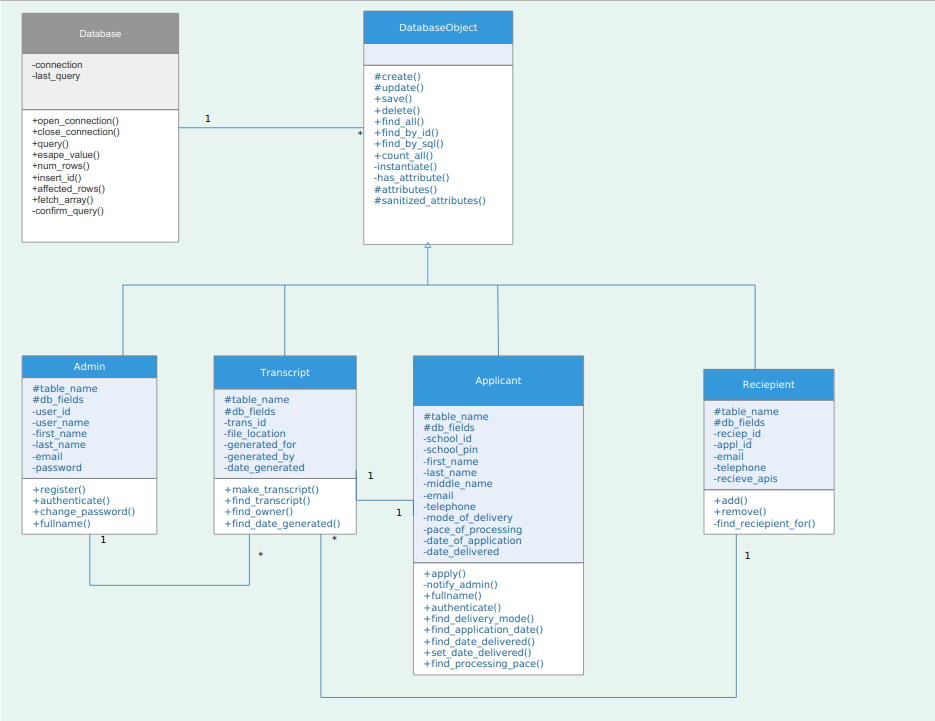 Database
-connection
-last_query
+open_connection()
+close_connection()
+query()
+esape_value()
+num_rows()
+insert_id()
+affected_rows()
+fetch_array()
-confirm_query()
1
*
DatabaseObject
#create()
#update()
+save()
+delete()
+find_all()
+find_by_id()
+find_by_sql()
+count_all()
-instantiate()
-has_attribute()
#attributes()
#sanitized_attributes()
Admin
#table_name
#db_fields
-user_id
-user_name
-first_name
-last_name
-email
-password
+register()
+authenticate()
+change_password()
+fullname()
1
*
Transcript
#table_name
#db_fields
-trans_id
-file_location
-generated_for
-generated_by
-date_generated
+make_transcript()
+find_transcript()
+find_owner()
+find_date_generated()
*
1
1
Applicant
#table_name
#db_fields
-school_id
-school_pin
-first_name
-last_name
-middle_name
-email
-telephone
-mode_of_delivery
-pace_of_processing
-date_of_application
-date_delivered
+apply()
-notify_admin()
+fullname()
+authenticate()
+find_delivery_mode()
+find_application_date()
+find_date_delivered()
+set_date_delivered()
+find_processing_pace()
Reciepient
#table_name
#db_fields
-reciep_id
-appl_id
-email
-telephone
-recieve_apis
+add()
+remove()
-find_reciepient_for()
1